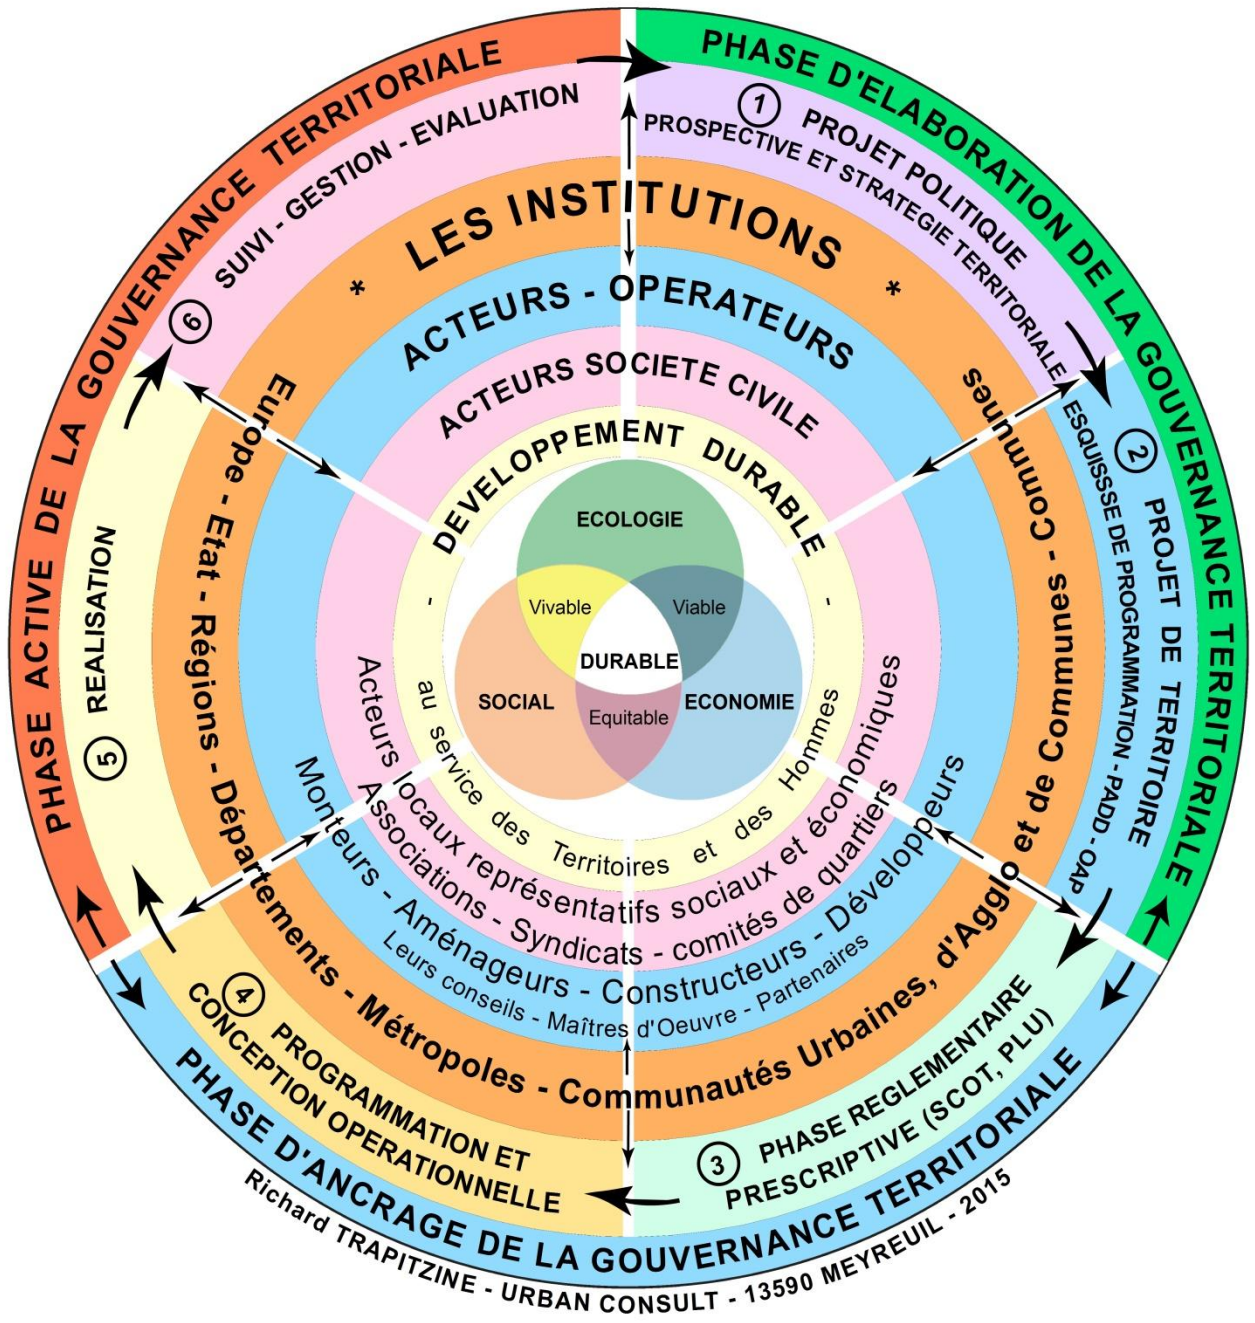 PHASE D'ELABORATION DE LA GOUVERNANCE TERRITORIALE
PHASE D'ANCRAGE DE LA GOUVERNANCE TERRITORIALE
PHASE ACTIVE DE LA GOUVERNANCE TERRITORIALE
1 PROJET POLITIQUE
PROSPECTIVE ET STRATEGIE TERRITORIALE
2 PROJET DE TERRITOIRE
ESQUISSSE DE PROGRAMMATION - PADD - OAP
3 PHASE REGLEMENTAIRE
PRESCRIPTIVE (SCOT, PLU)
4 PROGRAMMATION ET
CONCEPTION OPERATIONNELLE
5 REALISATION
6 SUIVI - GESTION - EVALUATION
* LES INSTITUTIONS *
Europe - Etat - Régions - Départements - Métropoles - Communautés Urbaines, d'Agglo et de Communes - Communes
ACTEURS - OPERATEURS
Monteurs - Aménageurs - Constructeurs - Développeurs
Leurs conseils - Maîtres d'Oeuvre - Partenaires
ACTEURS SOCIETE CIVILE
Acteurs locaux représentatifs sociaux et économiques
Associations - Syndicats - comités de quartiers
- DEVELOPPEMENT DURABLE -
au service des Territoires et des Hommes
ECOLOGIE
Vivable
Viable
DURABLE
SOCIAL
ECONOMIE
Equitable
Richard TRAPITZINE - URBAN CONSULT - 13590 MEYREUIL - 2015